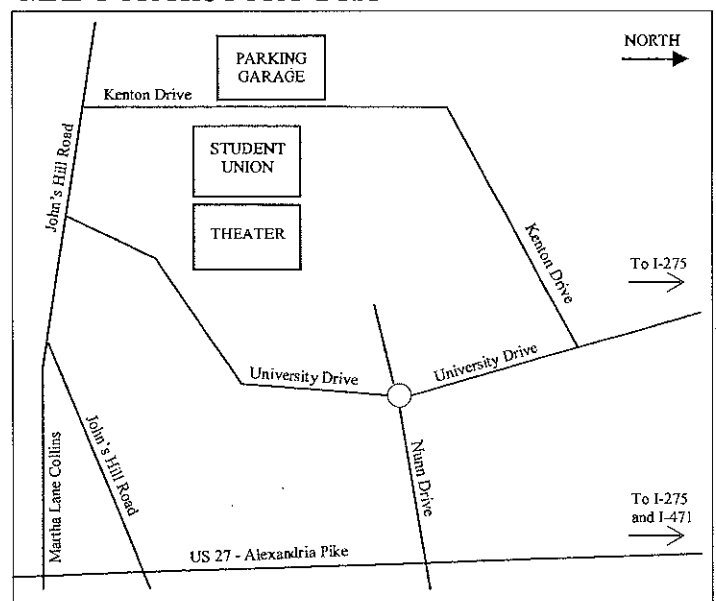 NORTH
PARKING
GARAGE
Kenton Drive
STUDENT
UNION
John's Hill Road
THEATER
Kenton Drive
To I-275
University Drive
University Drive
John's Hill Road
Martha Lane Collins
Nunn Drive
To I-275
and I-471
US 27 - Alexandria Pike